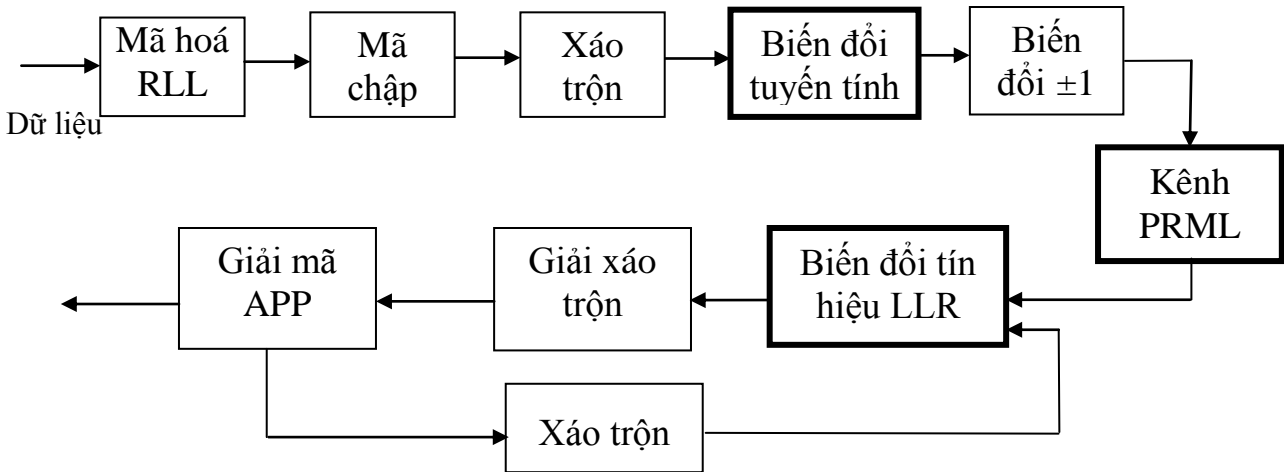 Mã hoá
RLL
Mã
chập
Xáo
trộn
Biến đổi
tuyến tính
Biến
đổi ±1
Dữ liệu
Kênh
PRML
Giải mã
APP
Giải xáo
trộn
Biến đổi tín
hiệu LLR
Xáo trộn